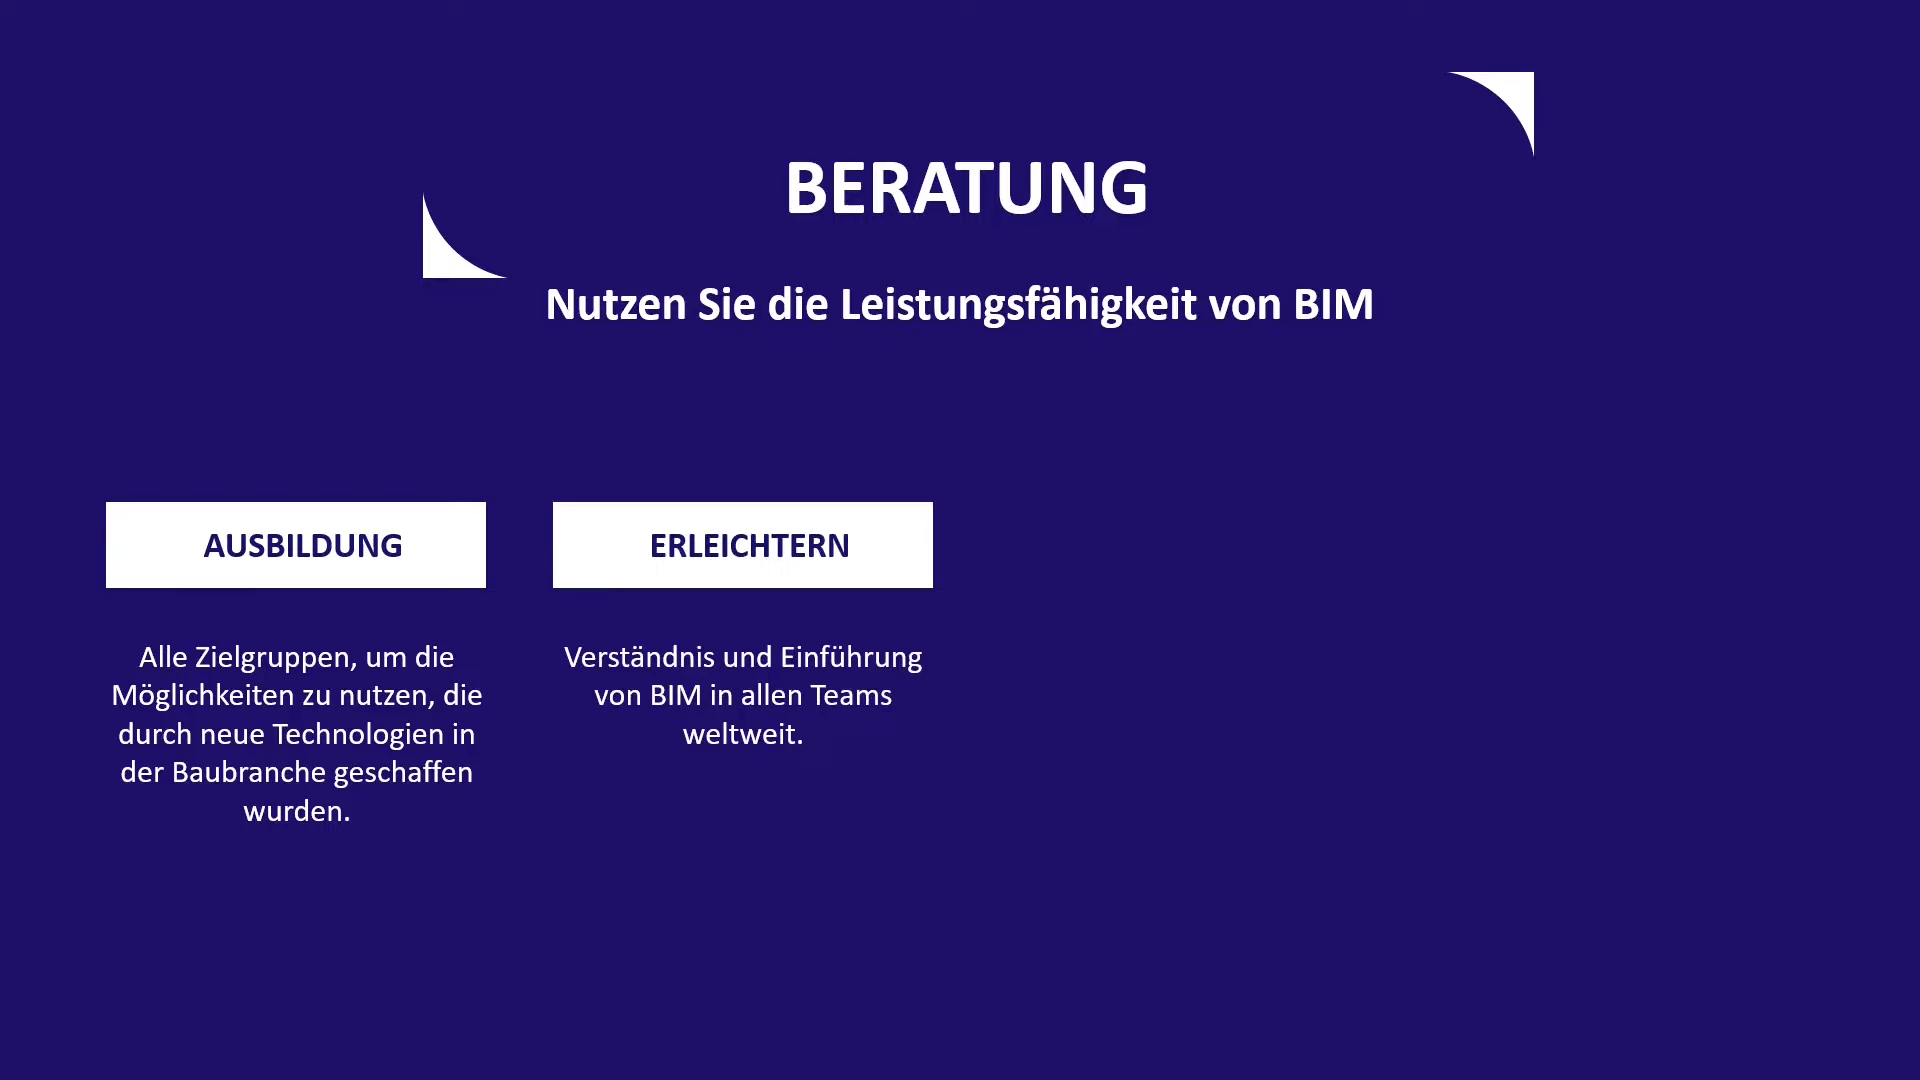 BERATUNG
Nutzen Sie die Leistungsfähigkeit von BIM
AUSBILDUNG
Alle Zielgruppen, um die
Möglichkeiten zu nutzen, die
durch neue Technologien in
der Baubranche geschaffen
wurden.
ERLEICHTERN
Verständnis und Einführung
von BIM in allen Teams
weltweit.